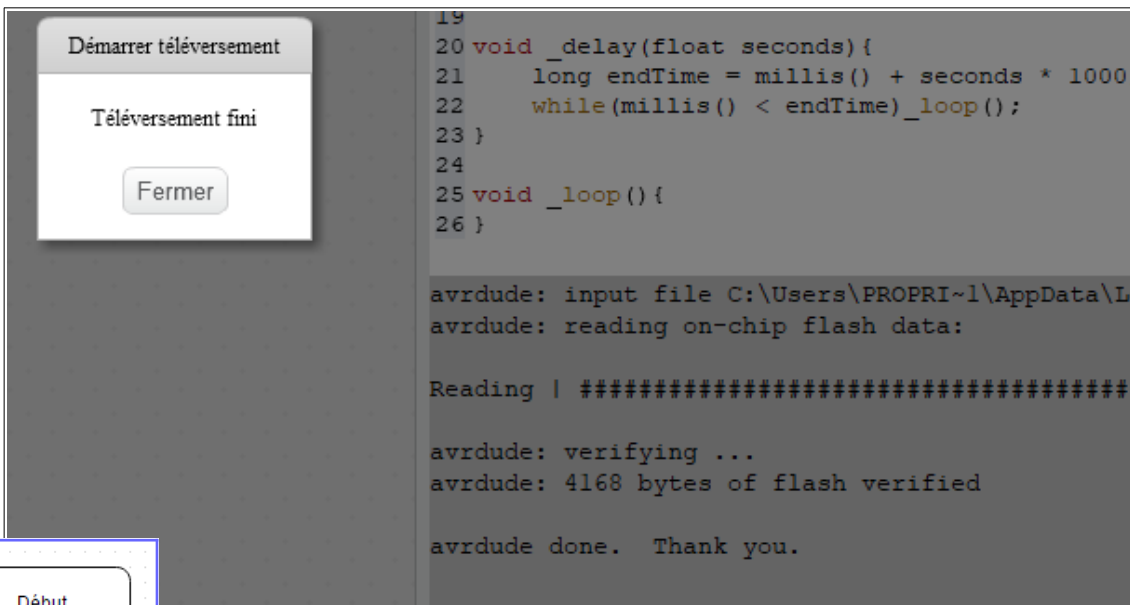 Démarrer téléversement
Téléversement fini
Fermer
19
20 void _delay(float seconds){
21 long endTime = millis() + seconds * 1000
22 while(millis() < endTime)_loop();
23 }
24
25 void _loop(){
26 }
avrdude: input file C:\Users\PROPRI~1\AppData\L
avrdude: reading on-chip flash data:
Reading | #####################################
avrdude: verifying ...
avrdude: 4168 bytes of flash verified
avrdude done. Thank you.
Début